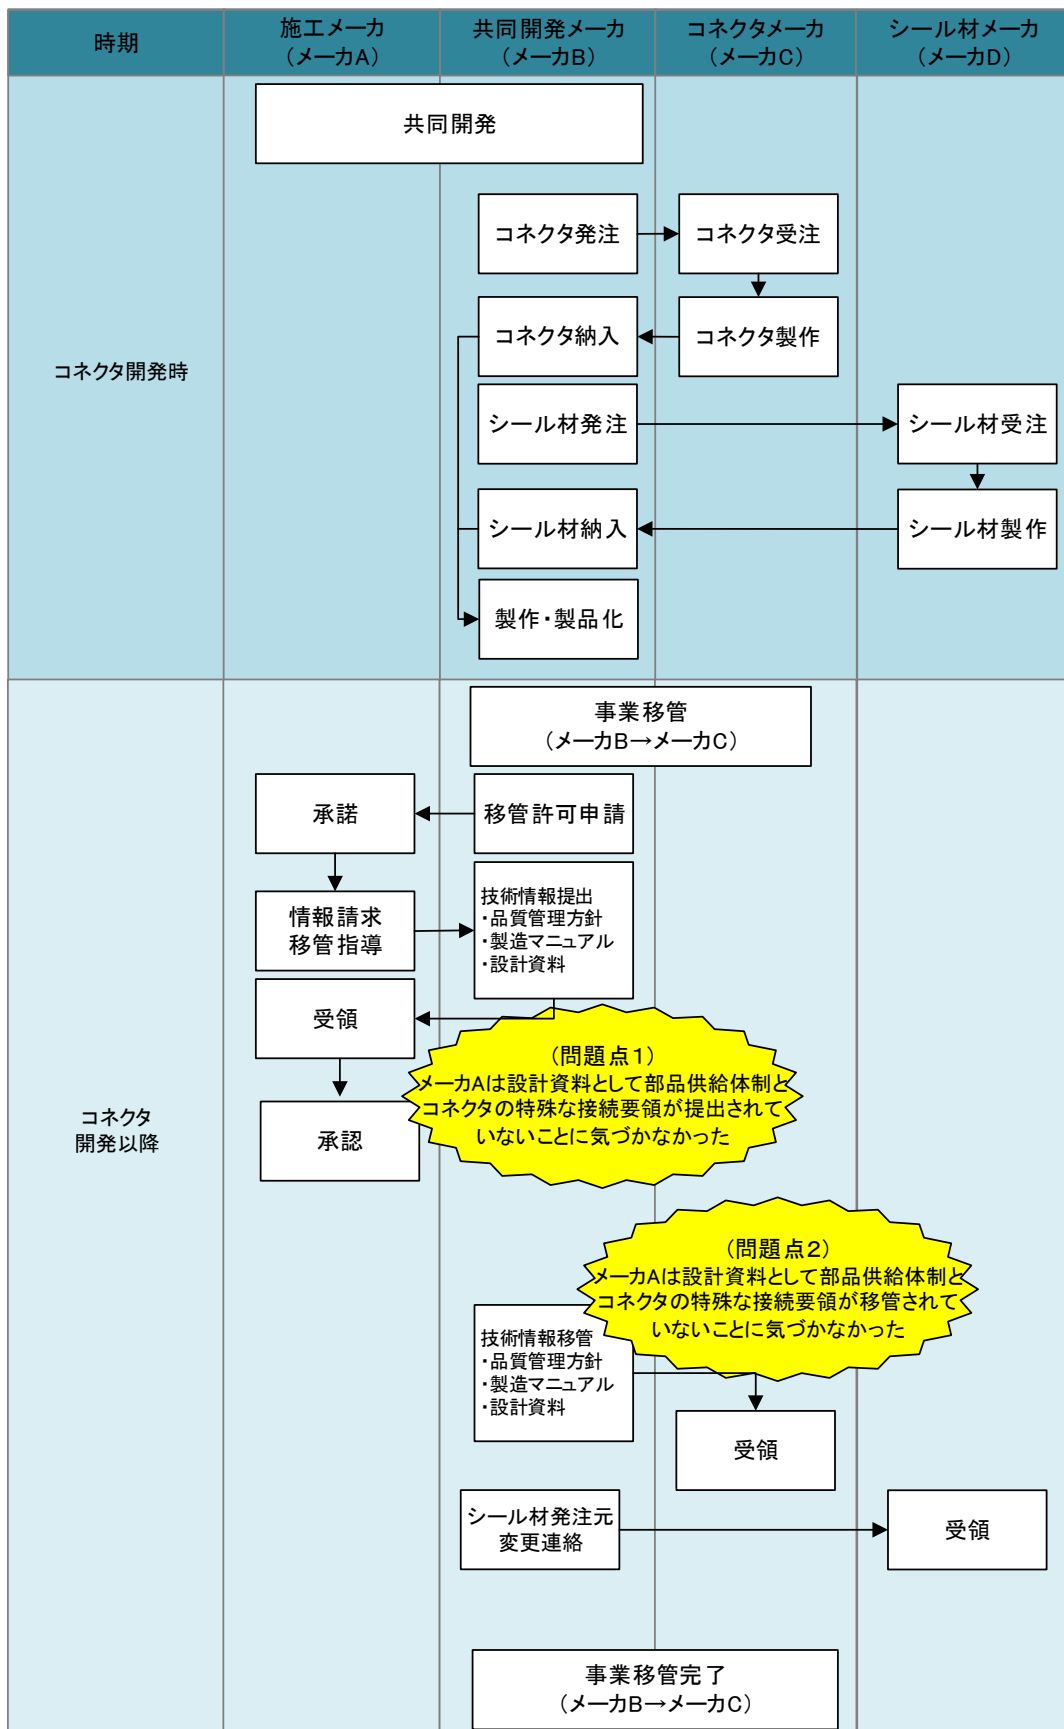 時期
施工メーカ
（メーカA）
共同開発メーカ
（メーカB）
コネクタメーカ
（メーカC）
シール材メーカ
（メーカD）
コネクタ開発時
共同開発
コネクタ発注
コネクタ受注
コネクタ納入
コネクタ製作
シール材発注
シール材受注
シール材納入
シール材製作
製作・製品化
コネクタ
開発以降
事業移管
（メーカB→メーカC）
承諾
移管許可申請
情報請求
移管指導
技術情報提出
・品質管理方針
・製造マニュアル
・設計資料
受領
承認
（問題点1）
メーカAは設計資料として部品供給体制と
コネクタの特殊な接続要領が提出されて
いないことに気づかなかった
（問題点2）
メーカAは設計資料として部品供給体制と
コネクタの特殊な接続要領が移管されて
いないことに気づかなかった
技術情報移管
・品質管理方針
・製造マニュアル
・設計資料
受領
シール材発注元
変更連絡
受領
事業移管完了
（メーカB→メーカC）